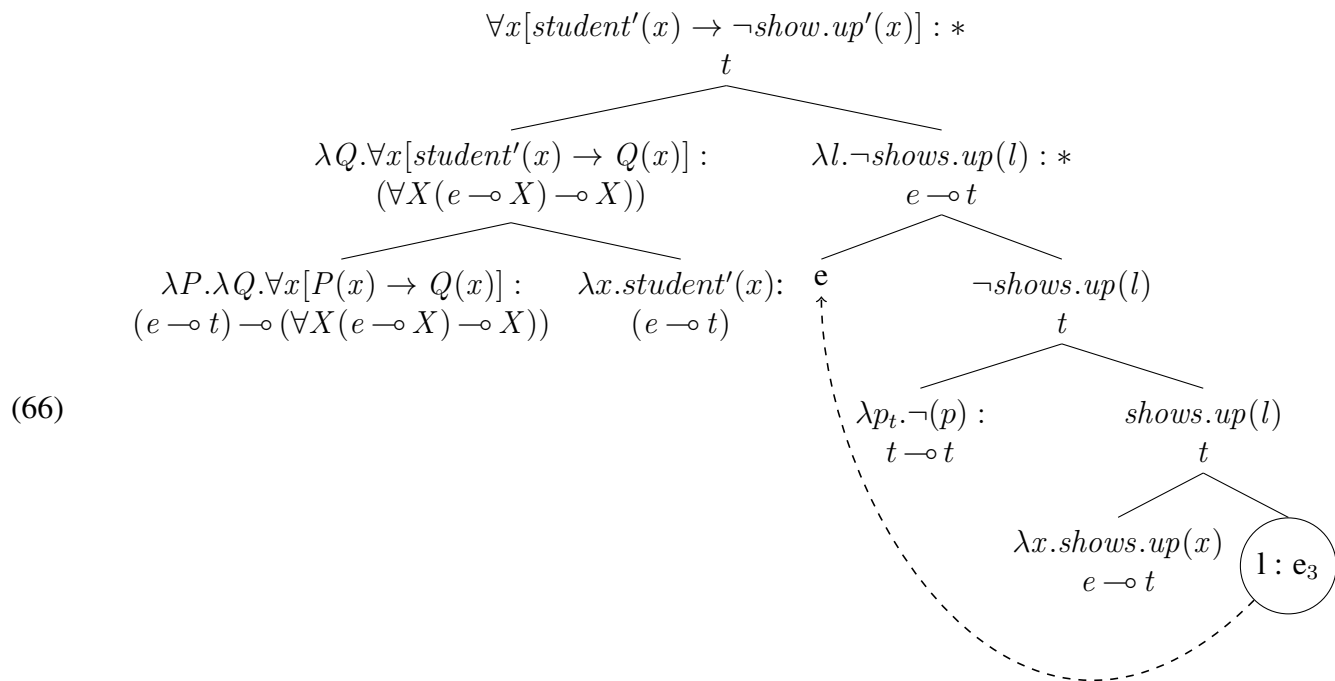 ∀x[student′(x) → ¬show.up′(x)] : ∗
t
λQ.∀x[student′(x) → Q(x)] : λl.¬shows.up(l) : ∗
(∀X(e ⊸ X) ⊸ X)) e ⊸ t
λP.λQ.∀x[P(x) → Q(x)] : λx.student′(x): e ¬shows.up(l)
(e ⊸ t) ⊸ (∀X(e ⊸ X) ⊸ X)) (e ⊸ t) t
(66) λpₜ.¬(p) : shows.up(l)
t ⊸ t t
λx.shows.up(x) l : e₃
e ⊸ t